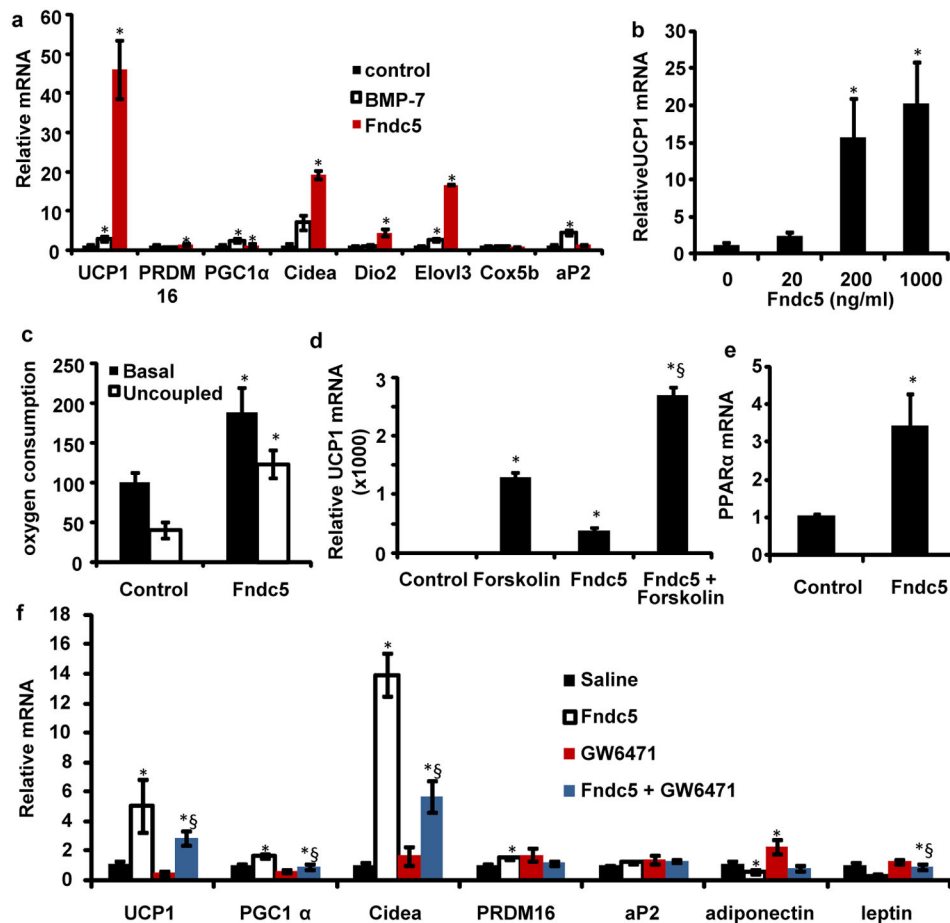 a
Relative mRNA
60
50
40
30
20
10
0
* * * * * * * * * *
control
BMP-7
Fndc5
UCP1 PRDM PGC1α Cidea Dio2 Elovl3 Cox5b aP2
16
b
Relative UCP1 mRNA
30
25
20
15
10
5
0
* *
0 20 200 1000
Fndc5 (ng/ml)
c
oxygen consumption
250
200
150
100
50
0
Basal
Uncoupled
* *
Control Fndc5
d
Relative UCP1 mRNA
(x1000)
3
2
1
0
* * *§
Control Forskolin Fndc5 Fndc5 +
Forskolin
e
PPARα mRNA
4
3
2
1
0
*
Control Fndc5
f
Relative mRNA
18
16
14
12
10
8
6
4
2
0
* *§ * *§ * *§ * * * *§
Saline
Fndc5
GW6471
Fndc5 + GW6471
UCP1 PGC1 α Cidea PRDM16 aP2 adiponectin leptin